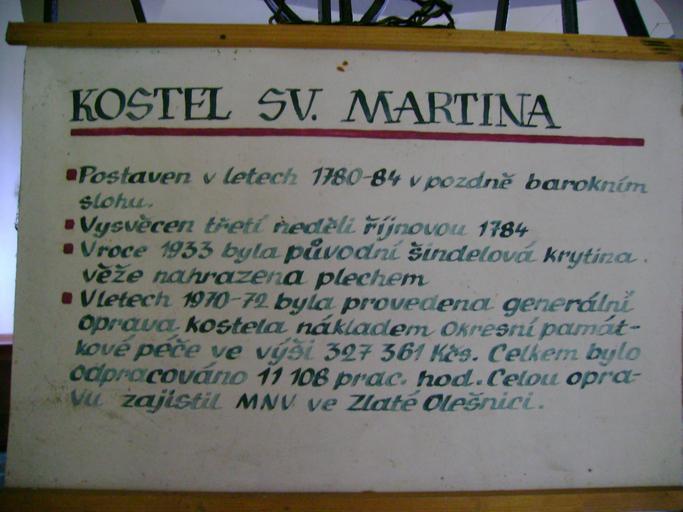 KOSTEL SV. MARTINA
Postaven v letech 1780-84 v pozdně barokním
slohu.
Vysvěcen třetí neděli říjnovou 1784
V roce 1933 byla původní šindelová krytina
věže nahrazena plechem
V letech 1970-72 byla provedena generální
oprava kostela nákladem Okresní památ-
kové péče ve výši 327 361 Kčs. Celkem bylo
odpracováno 11 108 prac. hod. Celou opra-
vu zajistil MNV ve Zlaté Olešnici.